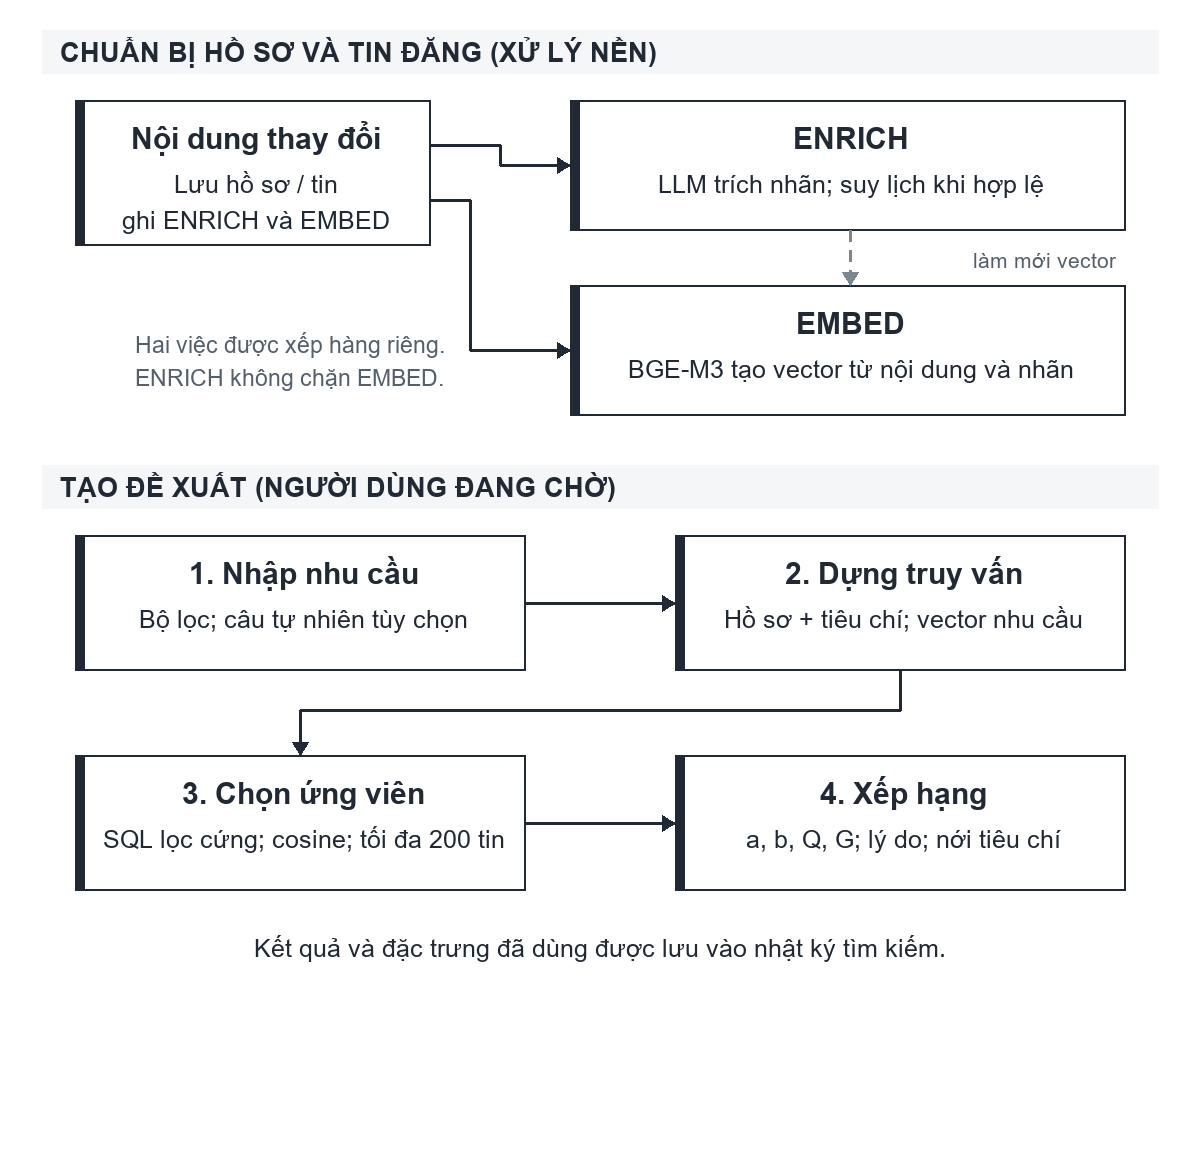 CHUẨN BỊ HỒ SƠ VÀ TIN ĐĂNG (XỬ LÝ NỀN)
Nội dung thay đổi
Lưu hồ sơ / tin
ghi ENRICH và EMBED
ENRICH
LLM trích nhãn; suy lịch khi hợp lệ
làm mới vector
EMBED
BGE-M3 tạo vector từ nội dung và nhãn
Hai việc được xếp hàng riêng.
ENRICH không chặn EMBED.
TẠO ĐỀ XUẤT (NGƯỜI DÙNG ĐANG CHỜ)
1. Nhập nhu cầu
Bộ lọc; câu tự nhiên tùy chọn
2. Dựng truy vấn
Hồ sơ + tiêu chí; vector nhu cầu
3. Chọn ứng viên
SQL lọc cứng; cosine; tối đa 200 tin
4. Xếp hạng
a, b, Q, G; lý do; nới tiêu chí
Kết quả và đặc trưng đã dùng được lưu vào nhật ký tìm kiếm.